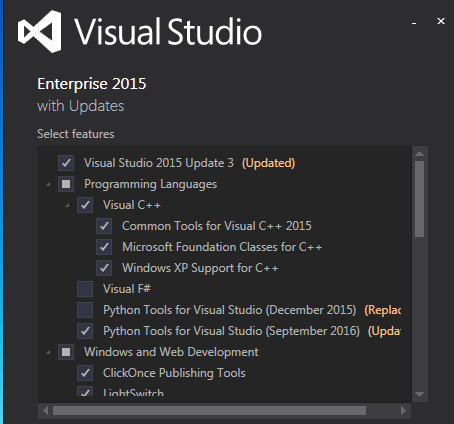 Visual Studio
Enterprise 2015
with Updates
Select features
Visual Studio 2015 Update 3 (Updated)
Programming Languages
Visual C++
Common Tools for Visual C++ 2015
Microsoft Foundation Classes for C++
Windows XP Support for C++
Visual F#
Python Tools for Visual Studio (December 2015) (Replac
Python Tools for Visual Studio (September 2016) (Updat
Windows and Web Development
ClickOnce Publishing Tools
LightSwitch